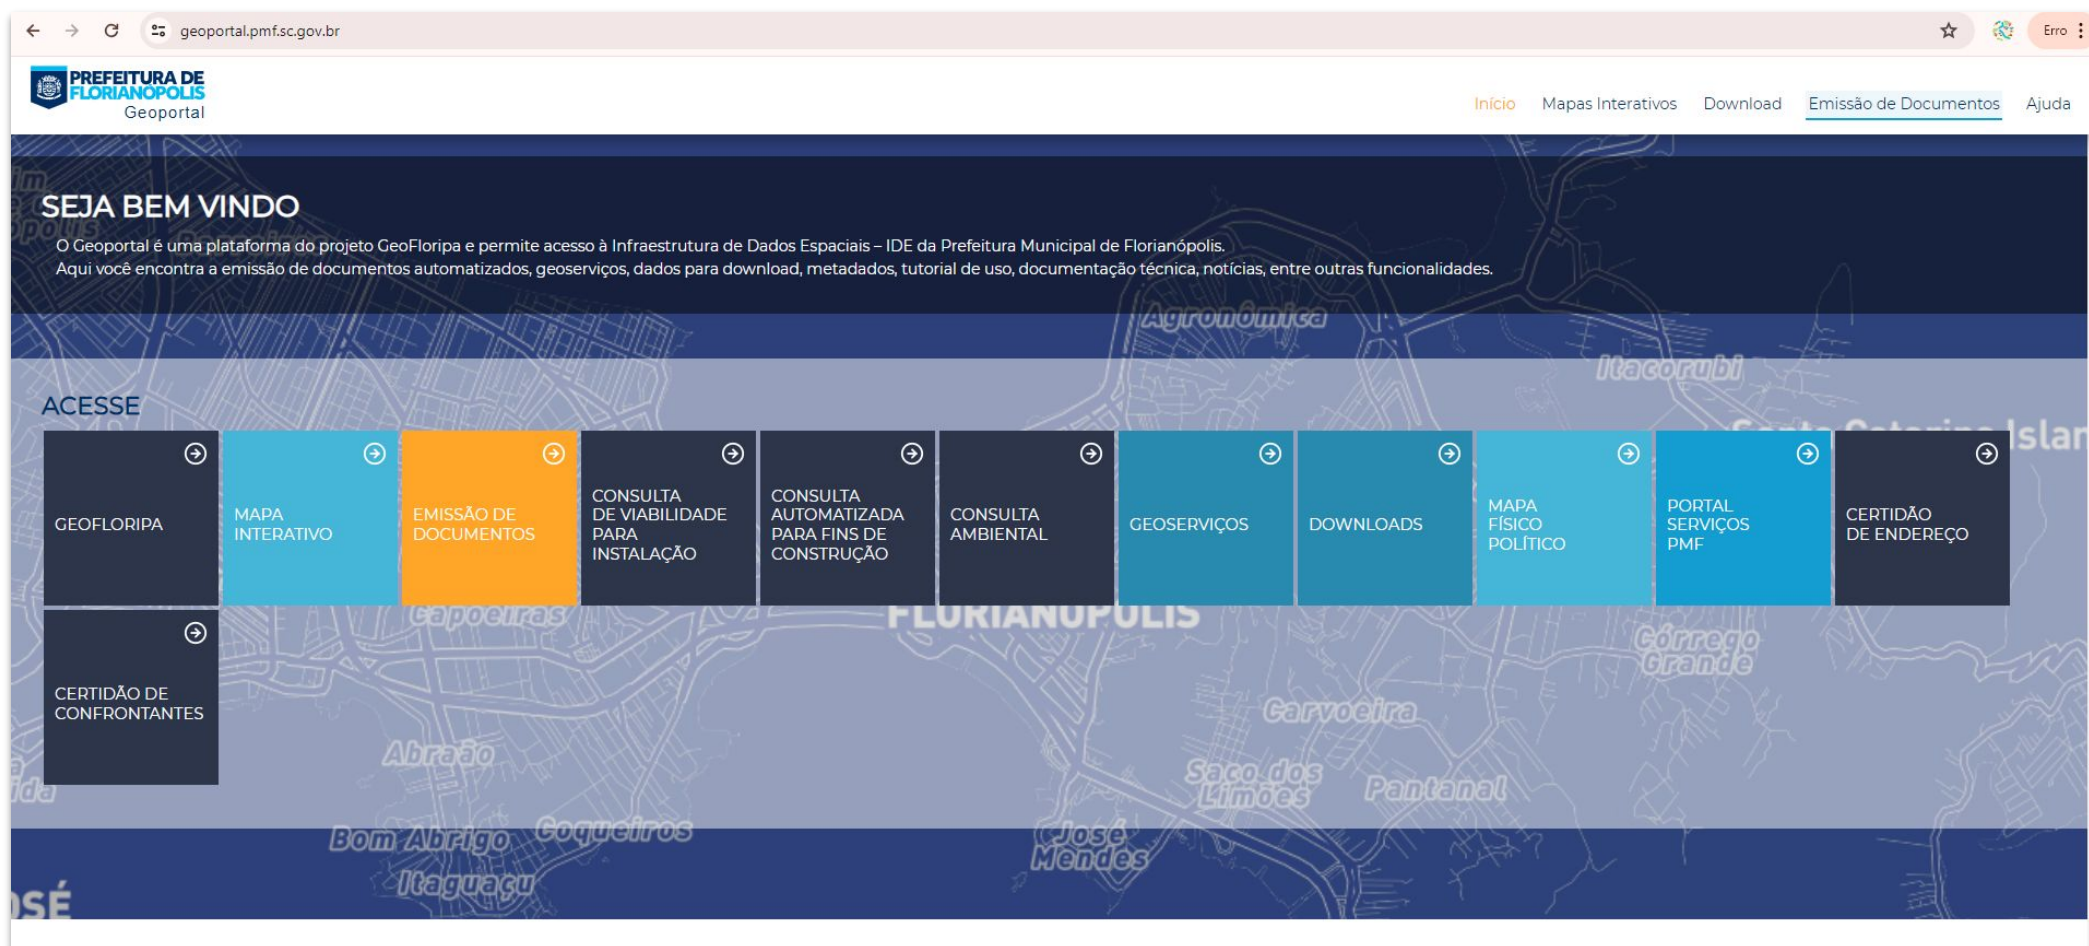 geoportal.pmf.sc.gov.br
Erro
PREFEITURA DE
FLORIANÓPOLIS
Geoportal
Início
Mapas Interativos
Download
Emissão de Documentos
Ajuda
SEJA BEM VINDO
O Geoportal é uma plataforma do projeto GeoFloripa e permite acesso à Infraestrutura de Dados Espaciais – IDE da Prefeitura Municipal de Florianópolis.
Aqui você encontra a emissão de documentos automatizados, geoserviços, dados para download, metadados, tutorial de uso, documentação técnica, notícias, entre outras funcionalidades.
Agronômica
Itacorubi
ACESSE
GEOFLORIPA
MAPA
INTERATIVO
EMISSÃO DE
DOCUMENTOS
CONSULTA
DE VIABILIDADE
PARA
INSTALAÇÃO
CONSULTA
AUTOMATIZADA
PARA FINS DE
CONSTRUÇÃO
CONSULTA
AMBIENTAL
GEOSERVIÇOS
DOWNLOADS
MAPA
FÍSICO
POLÍTICO
PORTAL
SERVIÇOS
PMF
CERTIDÃO
DE ENDEREÇO
CERTIDÃO DE
CONFRONTANTES
Capoeiras
FLORIANÓPOLIS
Córrego
Grande
Carvoeira
Abraão
Saco dos
Limões
Pantanal
Bom Abrigo
Coqueiros
José
Mendes
Itaguaçu